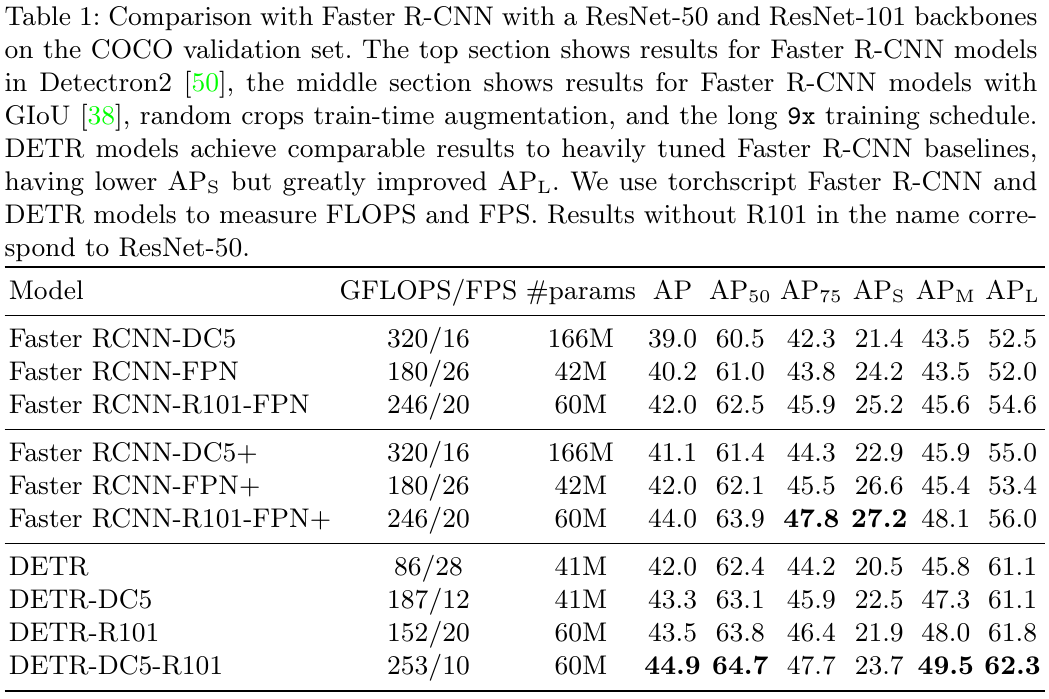 Table 1: Comparison with Faster R-CNN with a ResNet-50 and ResNet-101 backbones
on the COCO validation set. The top section shows results for Faster R-CNN models
in Detectron2 [50], the middle section shows results for Faster R-CNN models with
GIoU [38], random crops train-time augmentation, and the long 9x training schedule.
DETR models achieve comparable results to heavily tuned Faster R-CNN baselines,
having lower APS but greatly improved APL. We use torchscript Faster R-CNN and
DETR models to measure FLOPS and FPS. Results without R101 in the name corre-
spond to ResNet-50.
Model GFLOPS/FPS #params AP AP50 AP75 APS APM APL
Faster RCNN-DC5 320/16 166M 39.0 60.5 42.3 21.4 43.5 52.5
Faster RCNN-FPN 180/26 42M 40.2 61.0 43.8 24.2 43.5 52.0
Faster RCNN-R101-FPN 246/20 60M 42.0 62.5 45.9 25.2 45.6 54.6
Faster RCNN-DC5+ 320/16 166M 41.1 61.4 44.3 22.9 45.9 55.0
Faster RCNN-FPN+ 180/26 42M 42.0 62.1 45.5 26.6 45.4 53.4
Faster RCNN-R101-FPN+ 246/20 60M 44.0 63.9 47.8 27.2 48.1 56.0
DETR 86/28 41M 42.0 62.4 44.2 20.5 45.8 61.1
DETR-DC5 187/12 41M 43.3 63.1 45.9 22.5 47.3 61.1
DETR-R101 152/20 60M 43.5 63.8 46.4 21.9 48.0 61.8
DETR-DC5-R101 253/10 60M 44.9 64.7 47.7 23.7 49.5 62.3